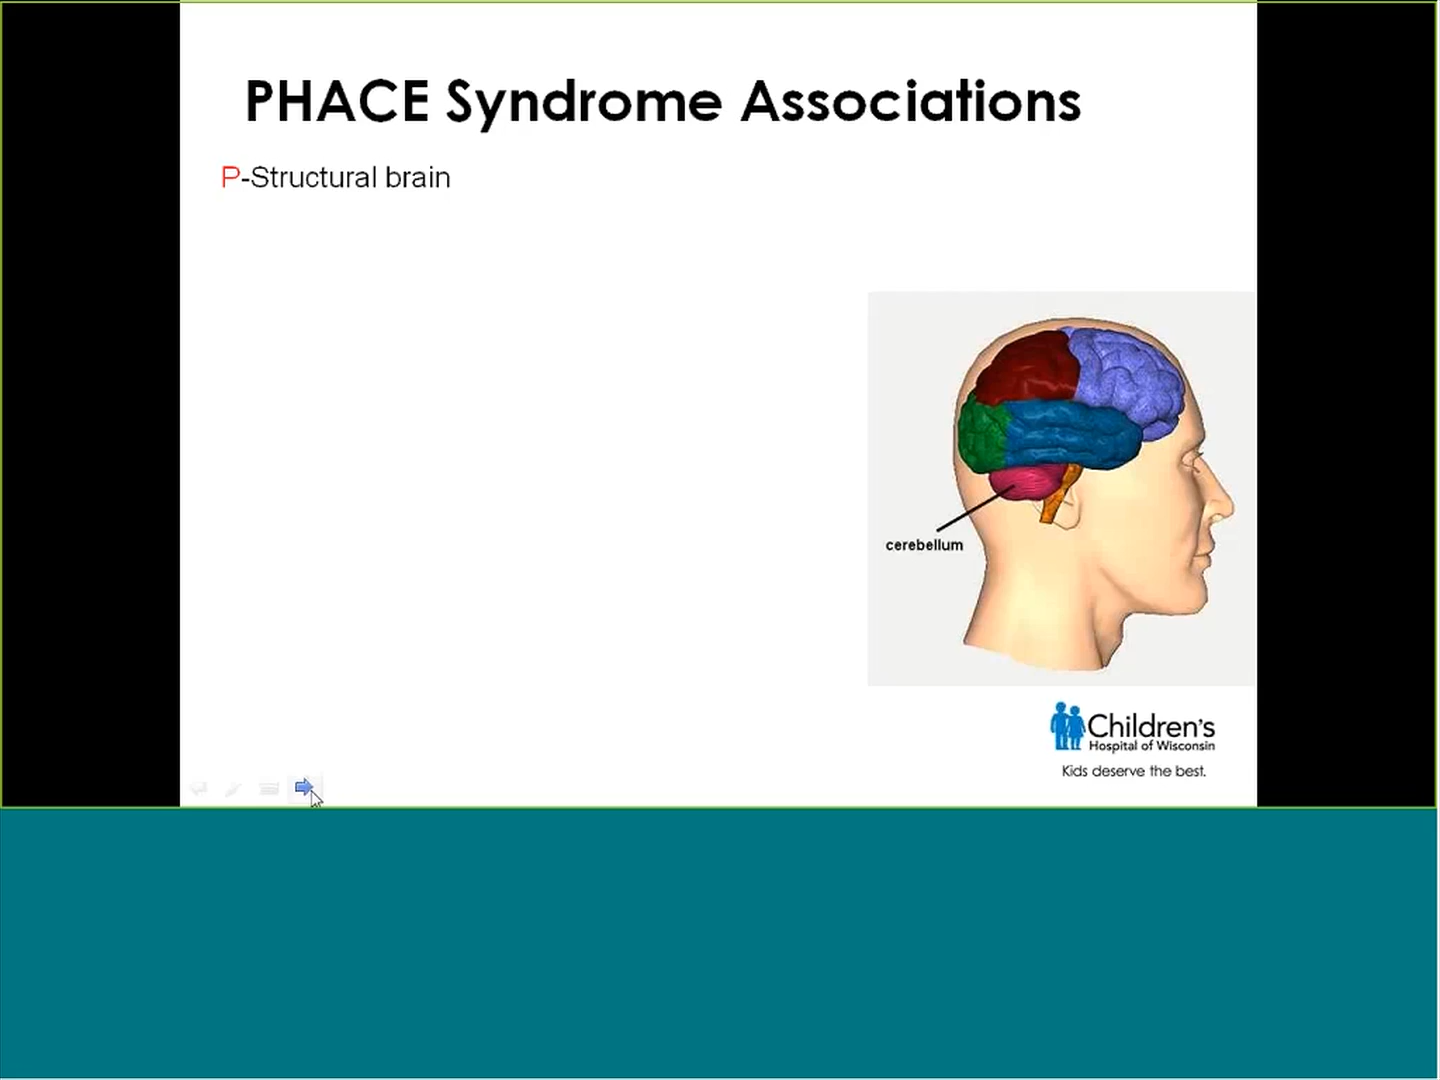 PHACE Syndrome Associations
P-Structural brain
cerebellum
Children's
Hospital of Wisconsin
Kids deserve the best.